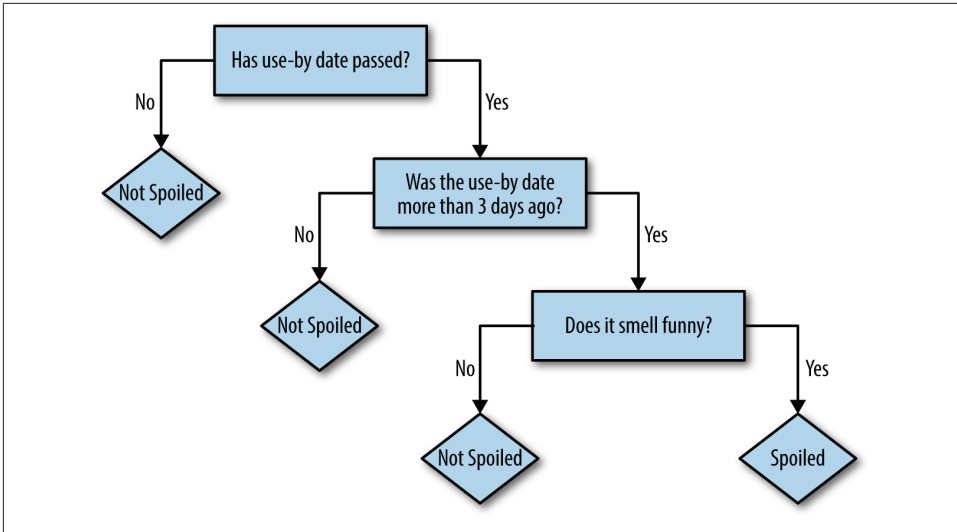 Has use-by date passed?
No
Yes
Not Spoiled
Was the use-by date
more than 3 days ago?
No
Yes
Not Spoiled
Does it smell funny?
No
Yes
Not Spoiled
Spoiled